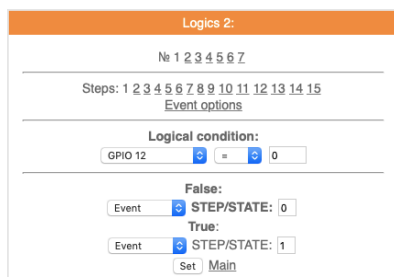 Logics 2:
№ 1 2 3 4 5 6 7
Steps: 1 2 3 4 5 6 7 8 9 10 11 12 13 14 15
Event options
Logical condition:
GPIO 12 = 0
False:
Event STEP/STATE: 0
True:
Event STEP/STATE: 1
Set Main